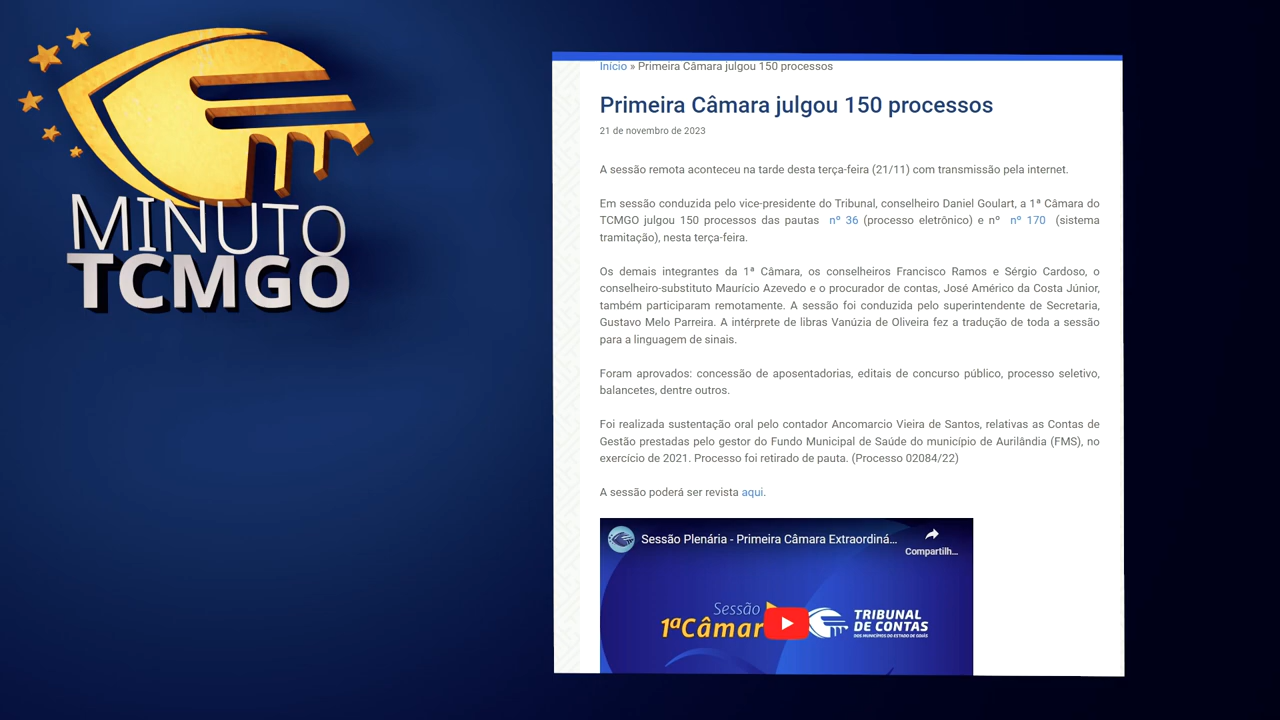 MINUTO
TCMGO
Início » Primeira Câmara julgou 150 processos
Primeira Câmara julgou 150 processos
21 de novembro de 2023
A sessão remota aconteceu na tarde desta terça-feira (21/11) com transmissão pela internet.
Em sessão conduzida pelo vice-presidente do Tribunal, conselheiro Daniel Goulart, a 1ª Câmara do
TCMGO julgou 150 processos das pautas nº 36 (processo eletrônico) e nº nº 170 (sistema
tramitação), nesta terça-feira.
Os demais integrantes da 1ª Câmara, os conselheiros Francisco Ramos e Sérgio Cardoso, o
conselheiro-substituto Maurício Azevedo e o procurador de contas, José Américo da Costa Júnior,
também participaram remotamente. A sessão foi conduzida pelo superintendente de Secretaria,
Gustavo Melo Parreira. A intérprete de libras Vanúzia de Oliveira fez a tradução de toda a sessão
para a linguagem de sinais.
Foram aprovados: concessão de aposentadorias, editais de concurso público, processo seletivo,
balancetes, dentre outros.
Foi realizada sustentação oral pelo contador Ancomarcio Vieira de Santos, relativas as Contas de
Gestão prestadas pelo gestor do Fundo Municipal de Saúde do município de Aurilândia (FMS), no
exercício de 2021. Processo foi retirado de pauta. (Processo 02084/22)
A sessão poderá ser revista aqui.
Sessão Plenária - Primeira Câmara Extraordiná...
Compartilh...
Sessão
1ªCâmar
TRIBUNAL
DE CONTAS
DOS MUNICÍPIOS DO ESTADO DE GOIÁS